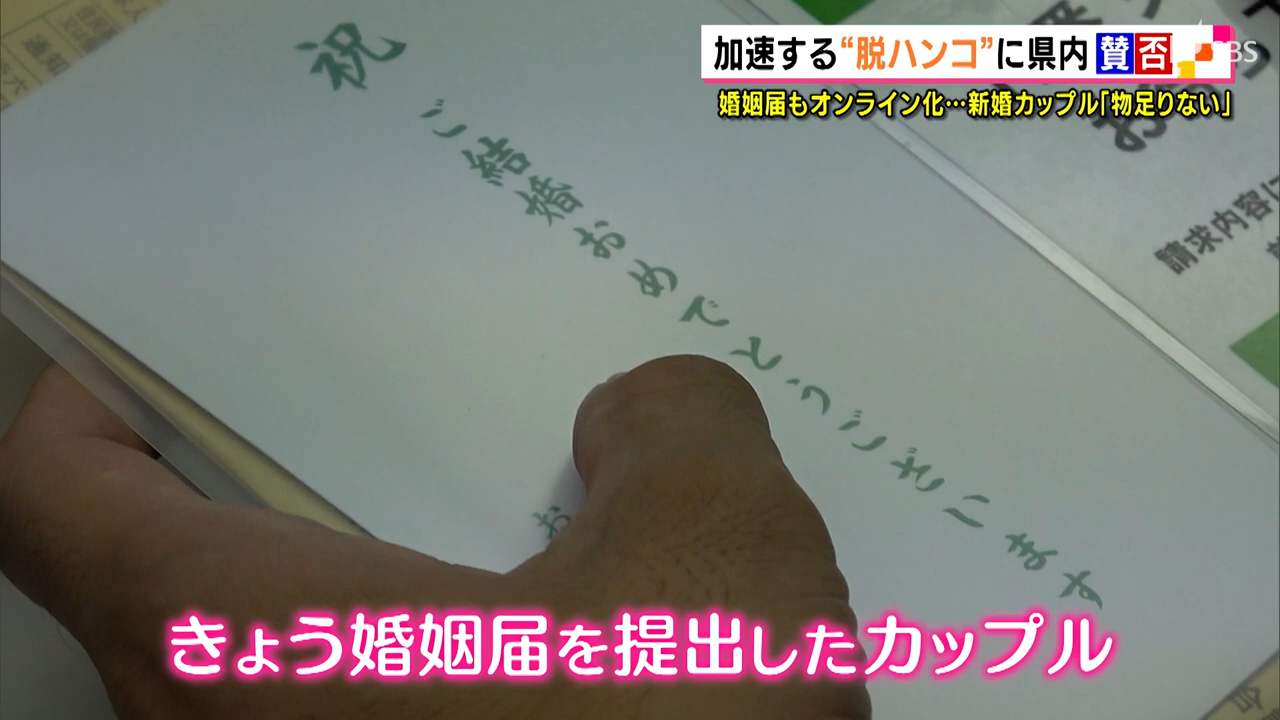 加速する“脱ハンコ”に県内賛否
婚姻届もオンライン化…新婚カップル「物足りない」
祝
ご結婚おめでとうございます
お
請求内容に
きょう婚姻届を提出したカップル